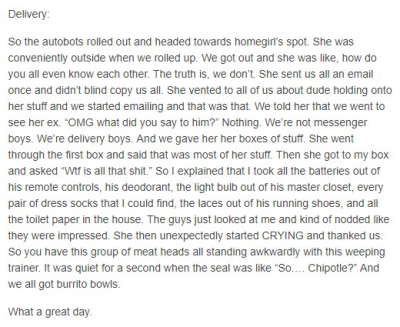 Delivery:
So the autobots rolled out and headed towards homegirl's spot. She was
conveniently outside when we rolled up. We got out and she was like, how do
you all even know each other. The truth is, we don't. She sent us all an email
once and didn't blind copy us all. She vented to all of us about dude holding onto
her stuff and we started emailing and that was that. We told her that we went to
see her ex. “OMG what did you say to him?” Nothing. We're not messenger
boys. We're delivery boys. And we gave her her boxes of stuff. She went
through the first box and said that was most of her stuff. Then she got to my box
and asked “Wtf is all that shit.” So I explained that I took all the batteries out of
his remote controls, his deodorant, the light bulb out of his master closet, every
pair of dress socks that I could find, the laces out of his running shoes, and all
the toilet paper in the house. The guys just looked at me and kind of nodded like
they were impressed. She then unexpectedly started CRYING and thanked us.
So you have this group of meat heads all standing awkwardly with this weeping
trainer. It was quiet for a second when the seal was like “So.... Chipotle?” And
we all got burrito bowls.
What a great day.